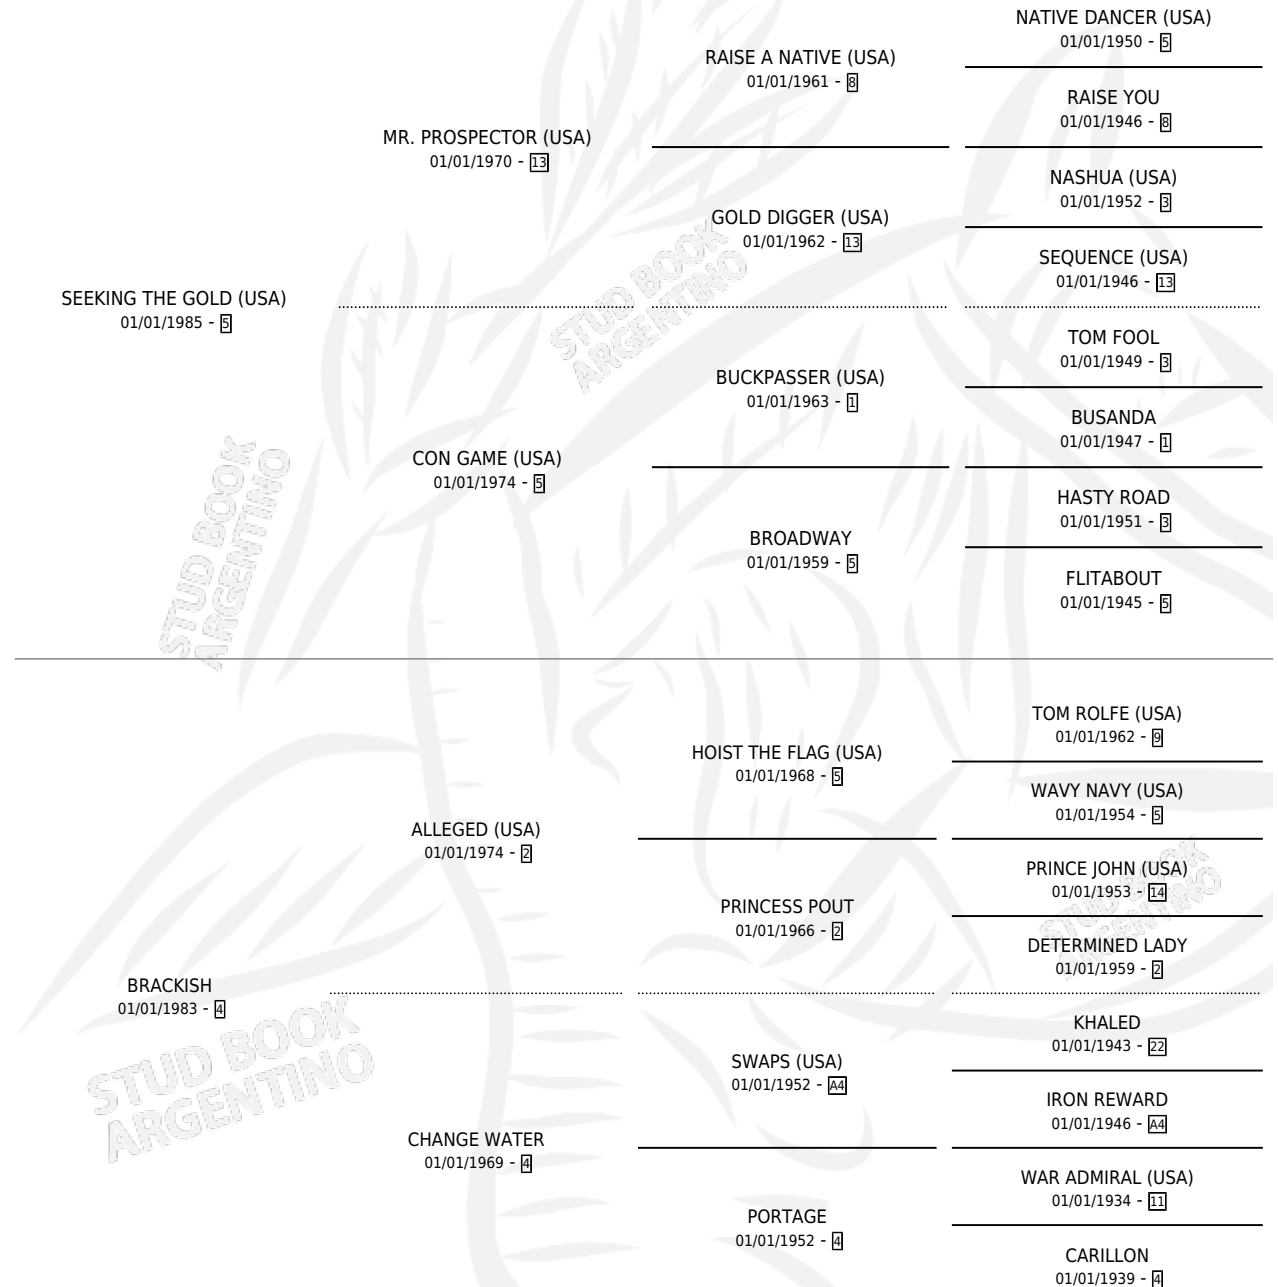 NATIVE DANCER (USA)
01/01/1950 - 5
RAISE A NATIVE (USA)
01/01/1961 - 8
RAISE YOU
01/01/1946 - 8
MR. PROSPECTOR (USA)
01/01/1970 - 13
NASHUA (USA)
01/01/1952 - 3
GOLD DIGGER (USA)
01/01/1962 - 13
SEQUENCE (USA)
01/01/1946 - 13
SEEKING THE GOLD (USA)
01/01/1985 - 5
TOM FOOL
01/01/1949 - 3
BUCKPASSER (USA)
01/01/1963 - 1
BUSANDA
01/01/1947 - 1
CON GAME (USA)
01/01/1974 - 5
HASTY ROAD
01/01/1951 - 3
BROADWAY
01/01/1959 - 5
FLITABOUT
01/01/1945 - 5
TOM ROLFE (USA)
01/01/1962 - 9
HOIST THE FLAG (USA)
01/01/1968 - 5
WAVY NAVY (USA)
01/01/1954 - 5
ALLEGED (USA)
01/01/1974 - 2
PRINCE JOHN (USA)
01/01/1953 - 14
PRINCESS POUT
01/01/1966 - 2
DETERMINED LADY
01/01/1959 - 2
BRACKISH
01/01/1983 - 4
KHALED
01/01/1943 - 22
SWAPS (USA)
01/01/1952 - A4
IRON REWARD
01/01/1946 - A4
CHANGE WATER
01/01/1969 - 4
WAR ADMIRAL (USA)
01/01/1934 - 11
PORTAGE
01/01/1952 - 4
CARILLON
01/01/1939 - 4
STUD BOOK
ARGENTINO
STUD BOOK
ARGENTINO
STUD BOOK
ARGENTINO
STUD BOOK
ARGENTINO